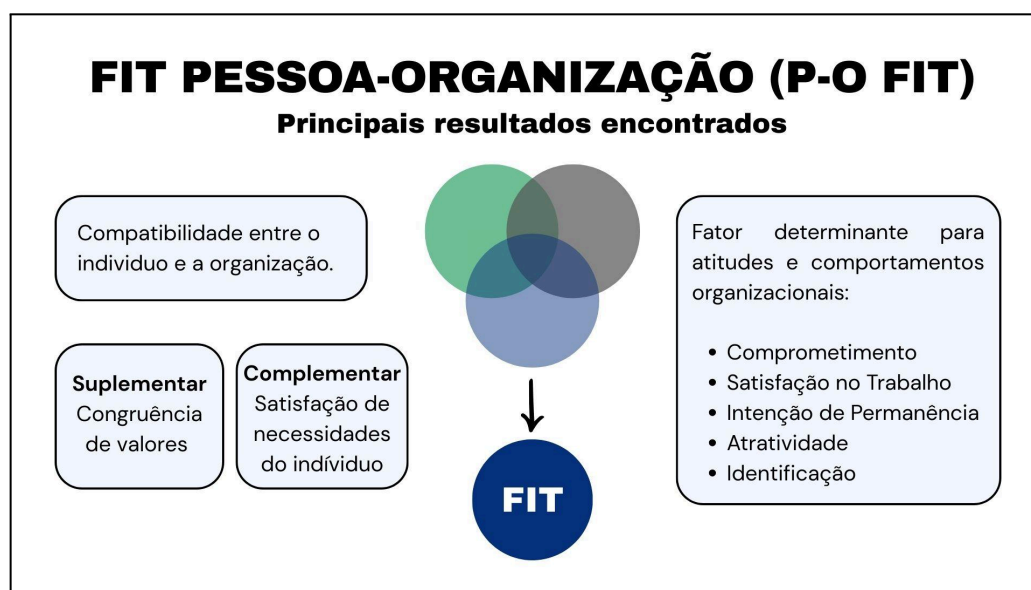 FIT PESSOA-ORGANIZAÇÃO (P-O FIT)
Principais resultados encontrados
Compatibilidade entre o
individuo e a organização.
Suplementar
Congruência
de valores
Complementar
Satisfação de
necessidades
do indíviduo
FIT
Fator determinante para
atitudes e comportamentos
organizacionais:
• Comprometimento
• Satisfação no Trabalho
• Intenção de Permanência
• Atratividade
• Identificação